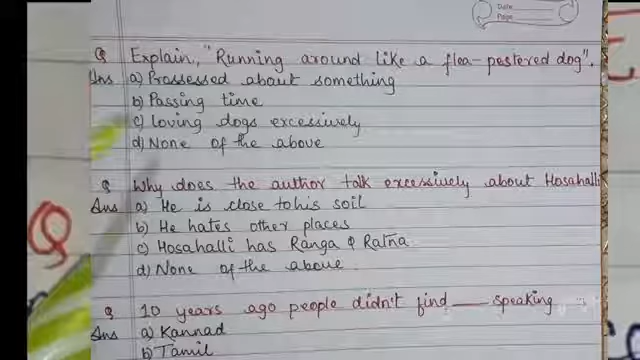 Date
Page
Q Explain, "Running around like a flea-pestered dog".
Ans a) Prossessed about something
b) Passing time
c) Loving dogs excessively
d) None of the above
Q Why does the author talk excessively about Hosahalli
Ans a) He is close to his soil
b) He hates other places
c) Hosahalli has Ranga & Ratna
d) None of the above
Q 10 years ago people didn't find ___ speaking
Ans a) Kannad
b) Tamil
Q